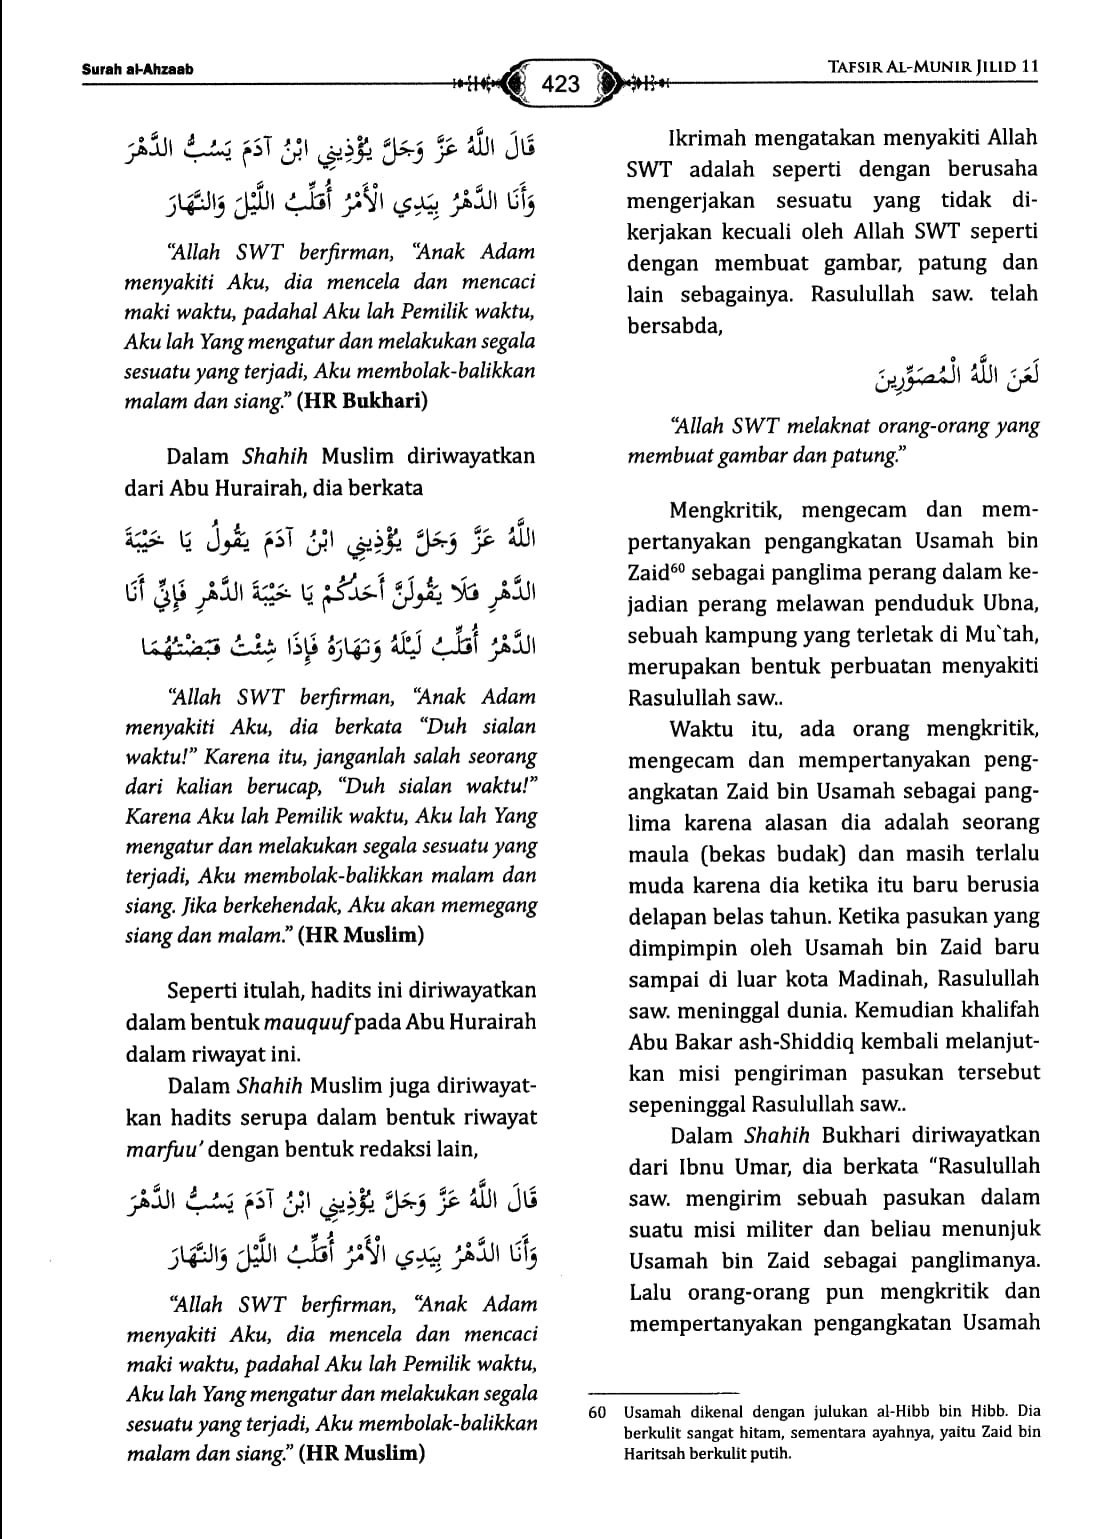 Surah al-Ahzaab
423
TAFSIR AL-MUNIR JILID 11
قَالَ اللَّهُ عَزَّ وَجَلَّ يُؤْذِينِي ابْنُ آدَمَ يَسُبُّ الدَّهْرَ
وَأَنَا الدَّهْرُ بِيَدِي الْأَمْرُ أُقَلِّبُ اللَّيْلَ وَالنَّهَارَ
“Allah SWT berfirman, “Anak Adam
menyakiti Aku, dia mencela dan mencaci
maki waktu, padahal Aku lah Pemilik waktu,
Aku lah Yang mengatur dan melakukan segala
sesuatu yang terjadi, Aku membolak-balikkan
malam dan siang.” (HR Bukhari)
Dalam Shahih Muslim diriwayatkan
dari Abu Hurairah, dia berkata
اللَّهُ عَزَّ وَجَلَّ يُؤْذِينِي ابْنُ آدَمَ يَقُولُ يَا خَيْبَةَ
الدَّهْرِ فَلَا يَقُولَنَّ أَحَدُكُمْ يَا خَيْبَةَ الدَّهْرِ فَإِنِّي أَنَا
الدَّهْرُ أُقَلِّبُ لَيْلَهُ وَنَهَارَهُ فَإِذَا شِئْتُ قَبَضْتُهُمَا
“Allah SWT berfirman, “Anak Adam
menyakiti Aku, dia berkata “Duh sialan
waktu!” Karena itu, janganlah salah seorang
dari kalian berucap, “Duh sialan waktu!”
Karena Aku lah Pemilik waktu, Aku lah Yang
mengatur dan melakukan segala sesuatu yang
terjadi, Aku membolak-balikkan malam dan
siang. Jika berkehendak, Aku akan memegang
siang dan malam.” (HR Muslim)
Seperti itulah, hadits ini diriwayatkan
dalam bentuk mauquuf pada Abu Hurairah
dalam riwayat ini.
Dalam Shahih Muslim juga diriwayat-
kan hadits serupa dalam bentuk riwayat
marfuu’ dengan bentuk redaksi lain,
قَالَ اللَّهُ عَزَّ وَجَلَّ يُؤْذِينِي ابْنُ آدَمَ يَسُبُّ الدَّهْرَ
وَأَنَا الدَّهْرُ بِيَدِي الْأَمْرُ أُقَلِّبُ اللَّيْلَ وَالنَّهَارَ
“Allah SWT berfirman, “Anak Adam
menyakiti Aku, dia mencela dan mencaci
maki waktu, padahal Aku lah Pemilik waktu,
Aku lah Yang mengatur dan melakukan segala
sesuatu yang terjadi, Aku membolak-balikkan
malam dan siang.” (HR Muslim)
Ikrimah mengatakan menyakiti Allah
SWT adalah seperti dengan berusaha
mengerjakan sesuatu yang tidak di-
kerjakan kecuali oleh Allah SWT seperti
dengan membuat gambar, patung dan
lain sebagainya. Rasulullah saw. telah
bersabda,
لَعَنَ اللَّهُ الْمُصَوِّرِينَ
“Allah SWT melaknat orang-orang yang
membuat gambar dan patung.”
Mengkritik, mengecam dan mem-
pertanyakan pengangkatan Usamah bin
Zaid⁶⁰ sebagai panglima perang dalam ke-
jadian perang melawan penduduk Ubna,
sebuah kampung yang terletak di Mu`tah,
merupakan bentuk perbuatan menyakiti
Rasulullah saw..
Waktu itu, ada orang mengkritik,
mengecam dan mempertanyakan peng-
angkatan Zaid bin Usamah sebagai pang-
lima karena alasan dia adalah seorang
maula (bekas budak) dan masih terlalu
muda karena dia ketika itu baru berusia
delapan belas tahun. Ketika pasukan yang
dimpimpin oleh Usamah bin Zaid baru
sampai di luar kota Madinah, Rasulullah
saw. meninggal dunia. Kemudian khalifah
Abu Bakar ash-Shiddiq kembali melanjut-
kan misi pengiriman pasukan tersebut
sepeninggal Rasulullah saw..
Dalam Shahih Bukhari diriwayatkan
dari Ibnu Umar, dia berkata “Rasulullah
saw. mengirim sebuah pasukan dalam
suatu misi militer dan beliau menunjuk
Usamah bin Zaid sebagai panglimanya.
Lalu orang-orang pun mengkritik dan
mempertanyakan pengangkatan Usamah
60 Usamah dikenal dengan julukan al-Hibb bin Hibb. Dia
berkulit sangat hitam, sementara ayahnya, yaitu Zaid bin
Haritsah berkulit putih.